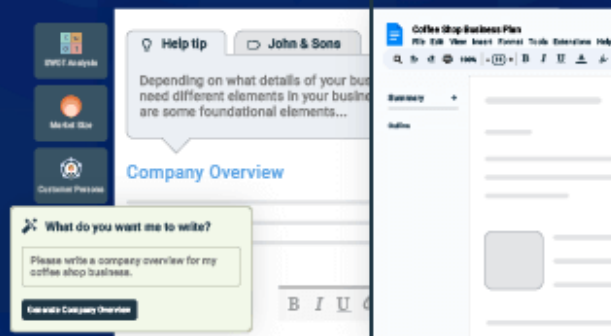 SWOT Analysis
Market Size
Customer Persona
Help tip
John & Sons
Depending on what details of your bus
need different elements in your busine
are some foundational elements...
Company Overview
What do you want me to write?
Please write a company overview for my
coffee shop business.
Generate Company Overview
B I U
Coffee Shop Business Plan
File Edit View Insert Format Tools Extensions Help
100%
11
B I U A
Summary +
Outline